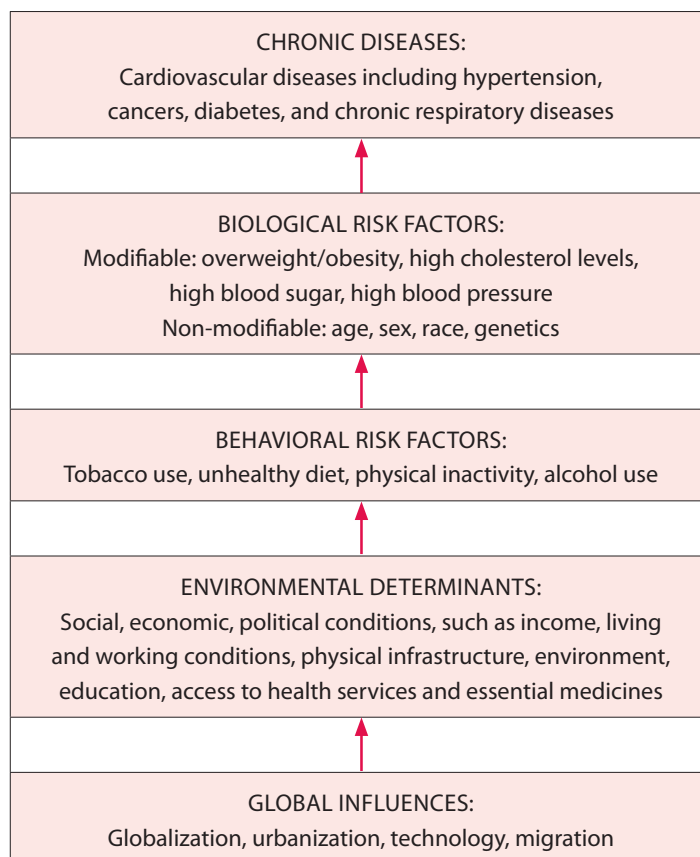 CHRONIC DISEASES:
Cardiovascular diseases including hypertension,
cancers, diabetes, and chronic respiratory diseases
BIOLOGICAL RISK FACTORS:
Modifiable: overweight/obesity, high cholesterol levels,
high blood sugar, high blood pressure
Non-modifiable: age, sex, race, genetics
BEHAVIORAL RISK FACTORS:
Tobacco use, unhealthy diet, physical inactivity, alcohol use
ENVIRONMENTAL DETERMINANTS:
Social, economic, political conditions, such as income, living
and working conditions, physical infrastructure, environment,
education, access to health services and essential medicines
GLOBAL INFLUENCES:
Globalization, urbanization, technology, migration